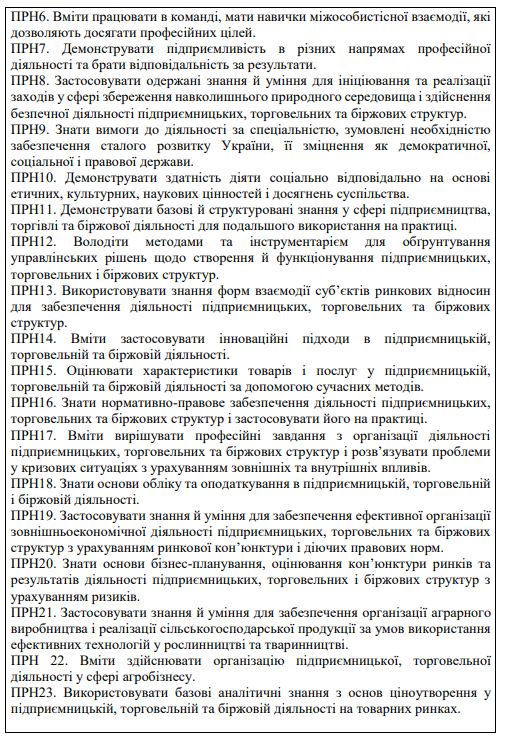 ПРН6. Вміти працювати в команді, мати навички міжособистісної взаємодії, які
дозволяють досягати професійних цілей.
ПРН7. Демонструвати підприємливість в різних напрямах професійної
діяльності та брати відповідальність за результати.
ПРН8. Застосовувати одержані знання й уміння для ініціювання та реалізації
заходів у сфері збереження навколишнього природного середовища і здійснення
безпечної діяльності підприємницьких, торговельних та біржових структур.
ПРН9. Знати вимоги до діяльності за спеціальністю, зумовлені необхідністю
забезпечення сталого розвитку України, її зміцнення як демократичної,
соціальної і правової держави.
ПРН10. Демонструвати здатність діяти соціально відповідально на основі
етичних, культурних, наукових цінностей і досягнень суспільства.
ПРН11. Демонструвати базові й структуровані знання у сфері підприємництва,
торгівлі та біржової діяльності для подальшого використання на практиці.
ПРН12. Володіти методами та інструментарієм для обґрунтування
управлінських рішень щодо створення й функціонування підприємницьких,
торговельних і біржових структур.
ПРН13. Використовувати знання форм взаємодії суб’єктів ринкових відносин
для забезпечення діяльності підприємницьких, торговельних та біржових
структур.
ПРН14. Вміти застосовувати інноваційні підходи в підприємницькій,
торговельній та біржовій діяльності.
ПРН15. Оцінювати характеристики товарів і послуг у підприємницькій,
торговельній та біржовій діяльності за допомогою сучасних методів.
ПРН16. Знати нормативно-правове забезпечення діяльності підприємницьких,
торговельних та біржових структур і застосовувати його на практиці.
ПРН17. Вміти вирішувати професійні завдання з організації діяльності
підприємницьких, торговельних та біржових структур і розв’язувати проблеми
у кризових ситуаціях з урахуванням зовнішніх та внутрішніх впливів.
ПРН18. Знати основи обліку та оподаткування в підприємницькій, торговельній
і біржовій діяльності.
ПРН19. Застосовувати знання й уміння для забезпечення ефективної організації
зовнішньоекономічної діяльності підприємницьких, торговельних та біржових
структур з урахуванням ринкової кон’юнктури і діючих правових норм.
ПРН20. Знати основи бізнес-планування, оцінювання кон’юнктури ринків та
результатів діяльності підприємницьких, торговельних і біржових структур з
урахуванням ризиків.
ПРН21. Застосовувати знання й уміння для забезпечення організації аграрного
виробництва і реалізації сільськогосподарської продукції за умов використання
ефективних технологій у рослинництві та тваринництві.
ПРН 22. Вміти здійснювати організацію підприємницької, торговельної
діяльності у сфері агробізнесу.
ПРН23. Використовувати базові аналітичні знання з основ ціноутворення у
підприємницькій, торговельній та біржовій діяльності на товарних ринках.